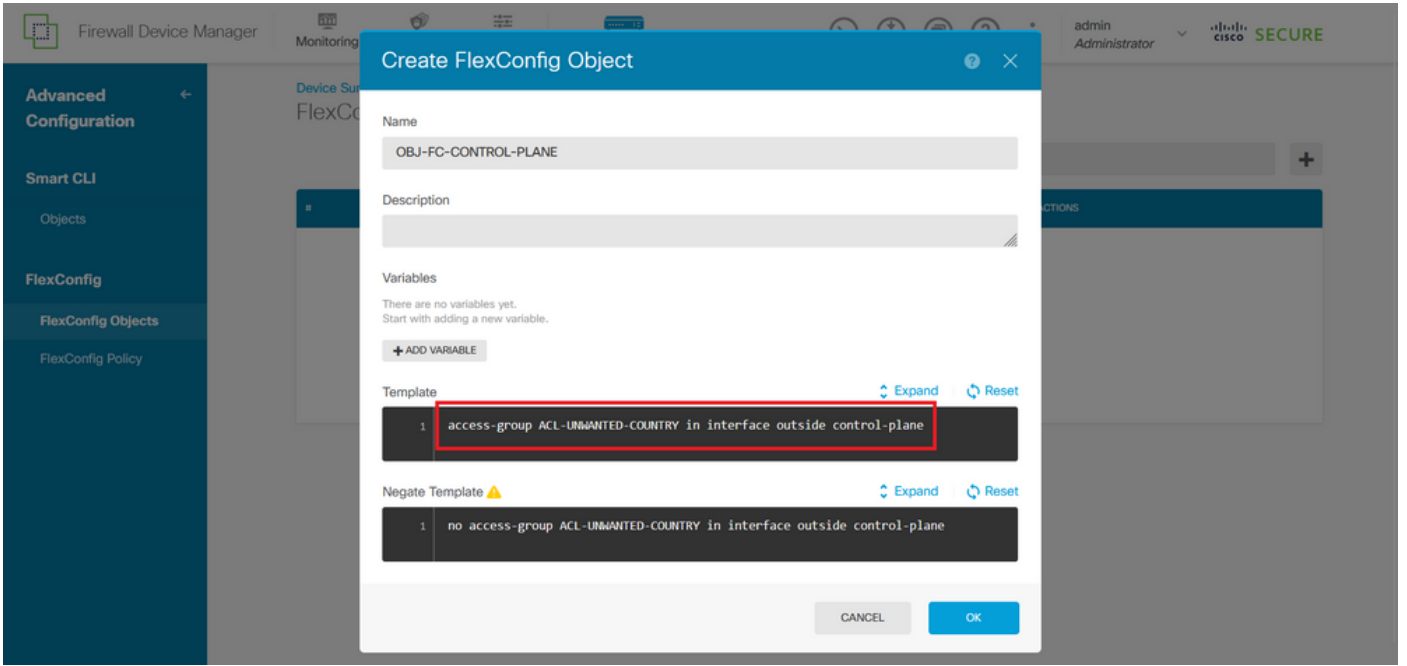 Firewall Device Manager
Monitoring
admin
Administrator
cisco SECURE
Advanced
Configuration
Smart CLI
Objects
FlexConfig
FlexConfig Objects
FlexConfig Policy
Device Sum
FlexCo
#
ACTIONS
Create FlexConfig Object
Name
OBJ-FC-CONTROL-PLANE
Description
Variables
There are no variables yet.
Start with adding a new variable.
+ ADD VARIABLE
Template
Expand
Reset
1 access-group ACL-UNWANTED-COUNTRY in interface outside control-plane
Negate Template
Expand
Reset
1 no access-group ACL-UNWANTED-COUNTRY in interface outside control-plane
CANCEL
OK